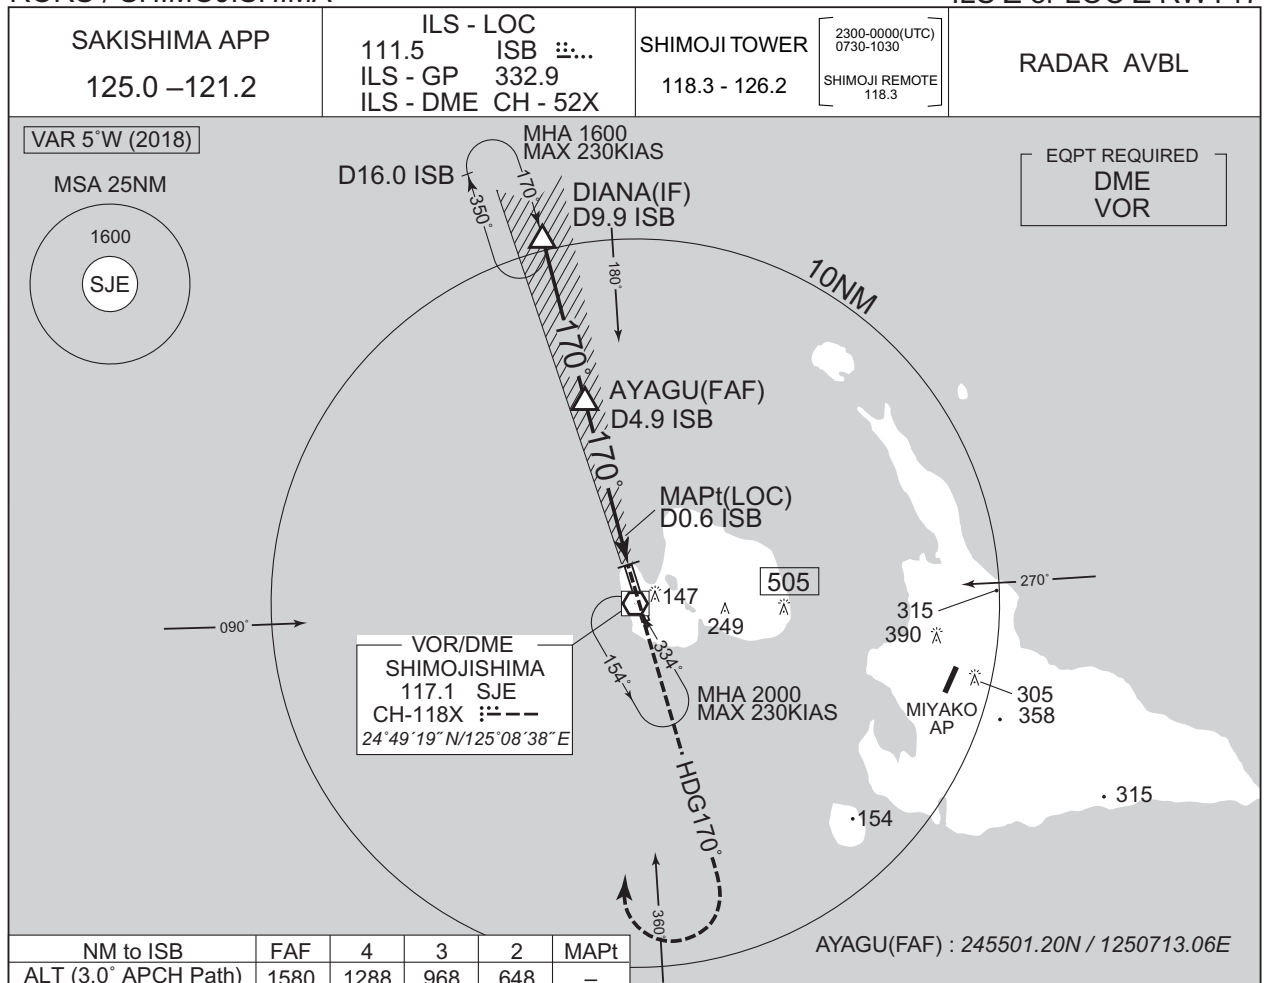 RORS / SHIMOJISHIMA
ILS Z or LOC Z RWY 17
SAKISHIMA APP
125.0 –121.2
ILS - LOC
111.5 ISB
ILS - GP 332.9
ILS - DME CH - 52X
SHIMOJI TOWER
118.3 - 126.2
2300-0000(UTC)
0730-1030
SHIMOJI REMOTE
118.3
RADAR AVBL
VAR 5°W (2018)
MSA 25NM
1600
SJE
MHA 1600
MAX 230KIAS
D16.0 ISB
170°
350°
DIANA(IF)
D9.9 ISB
180°
EQPT REQUIRED
DME
VOR
10NM
170°
AYAGU(FAF)
D4.9 ISB
170°
MAPt(LOC)
D0.6 ISB
147
249
505
270°
315
390
090°
VOR/DME
SHIMOJISHIMA
117.1 SJE
CH-118X
24°49′19″N/125°08′38″E
154°
334°
MHA 2000
MAX 230KIAS
MIYAKO
AP
305
358
315
154
HDG170°
360°
AYAGU(FAF) : 245501.20N / 1250713.06E
NM to ISB FAF 4 3 2 MAPt
ALT (3.0° APCH Path) 1580 1288 968 648 –